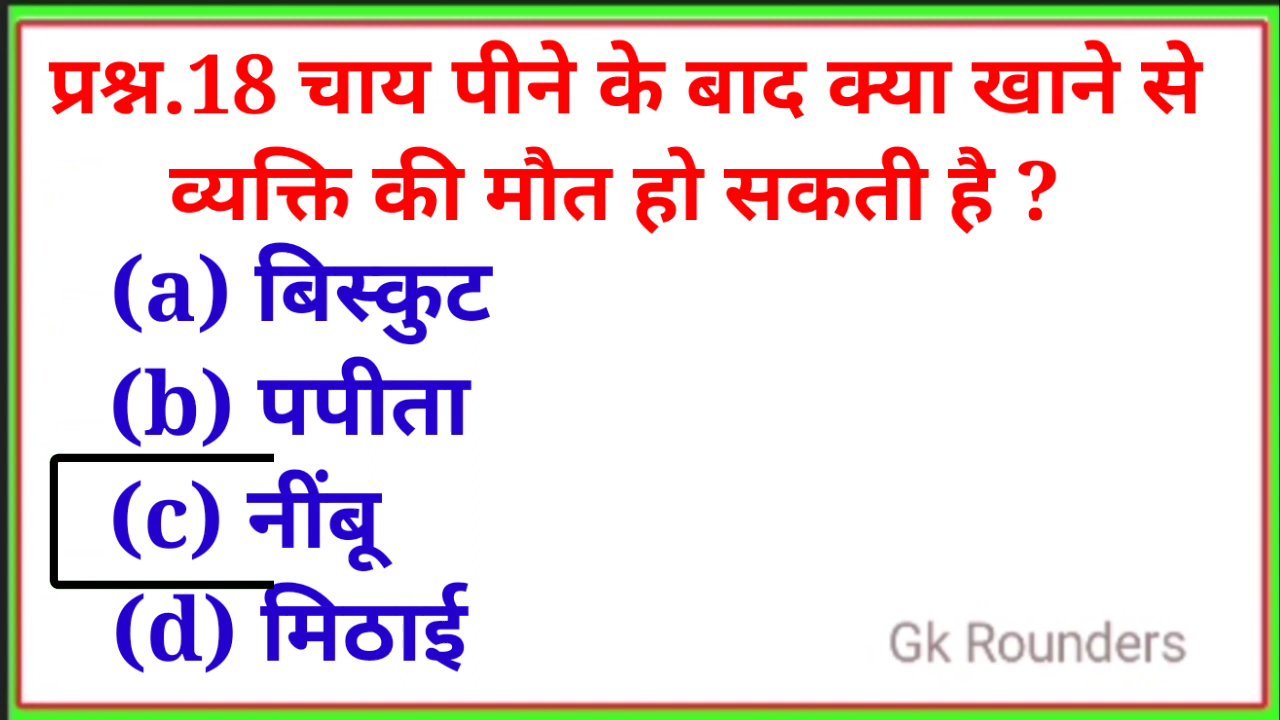 प्रश्न.18 चाय पीने के बाद क्या खाने से
व्यक्ति की मौत हो सकती है ?
(a) बिस्कुट
(b) पपीता
(c) नींबू
(d) मिठाई
Gk Rounders